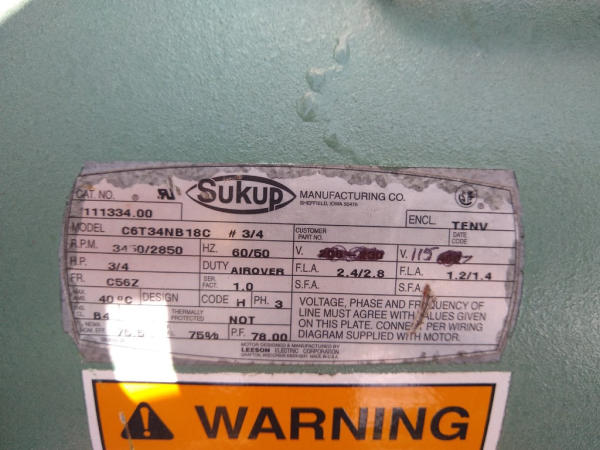 CAT. NO.
111334.00
Sukup MANUFACTURING CO.
SHEFFIELD, IOWA 50475
ENCL. TENV
MODEL C6T34NB18C # 3/4
CUSTOMER PART NO.
DATE CODE
R.P.M. 3450/2850 HZ. 60/50 V. V. 115
H.P. 3/4 DUTY AIROVER F.L.A. 2.4/2.8 F.L.A. 1.2/1.4
FR. C56Z SER. FACT. 1.0 S.F.A. S.F.A.
MAX. AMB. 40°C DESIGN CODE H PH. 3
THERMALLY PROTECTED NOT
75% P.F. 78.00
VOLTAGE, PHASE AND FREQUENCY OF
LINE MUST AGREE WITH VALUES GIVEN
ON THIS PLATE. CONNECT PER WIRING
DIAGRAM SUPPLIED WITH MOTOR.
MOTOR DESIGNED & MANUFACTURED BY
LEESON ELECTRIC CORPORATION
WARNING